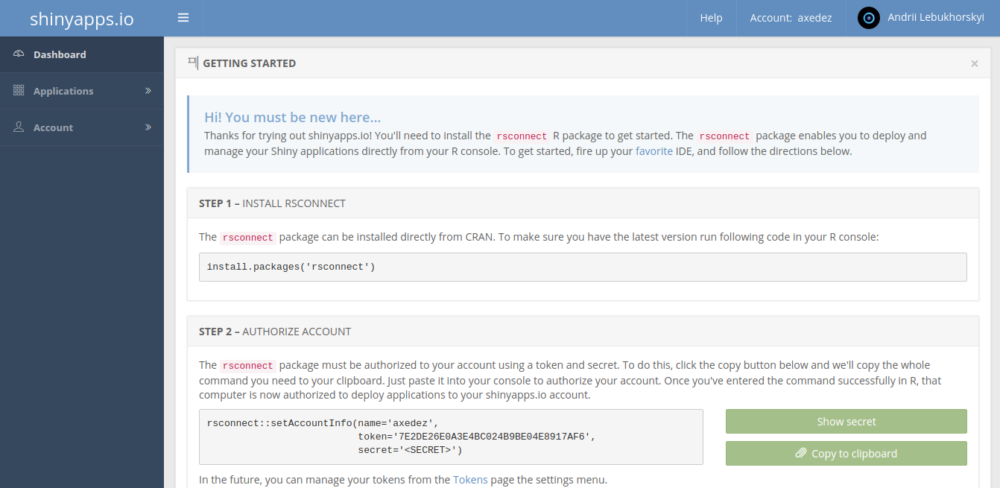 shinyapps.io
Help
Account: axedez
Andrii Lebukhorskyi
Dashboard
Applications
Account
GETTING STARTED
×
Hi! You must be new here...
Thanks for trying out shinyapps.io! You'll need to install the rsconnect R package to get started. The rsconnect package enables you to deploy and
manage your Shiny applications directly from your R console. To get started, fire up your favorite IDE, and follow the directions below.
STEP 1 – INSTALL RSCONNECT
The rsconnect package can be installed directly from CRAN. To make sure you have the latest version run following code in your R console:
install.packages('rsconnect')
STEP 2 – AUTHORIZE ACCOUNT
The rsconnect package must be authorized to your account using a token and secret. To do this, click the copy button below and we'll copy the whole
command you need to your clipboard. Just paste it into your console to authorize your account. Once you've entered the command successfully in R, that
computer is now authorized to deploy applications to your shinyapps.io account.
rsconnect::setAccountInfo(name='axedez',
token='7E2DE26E0A3E4BC024B9BE04E8917AF6',
secret='<SECRET>')
Show secret
Copy to clipboard
In the future, you can manage your tokens from the Tokens page the settings menu.